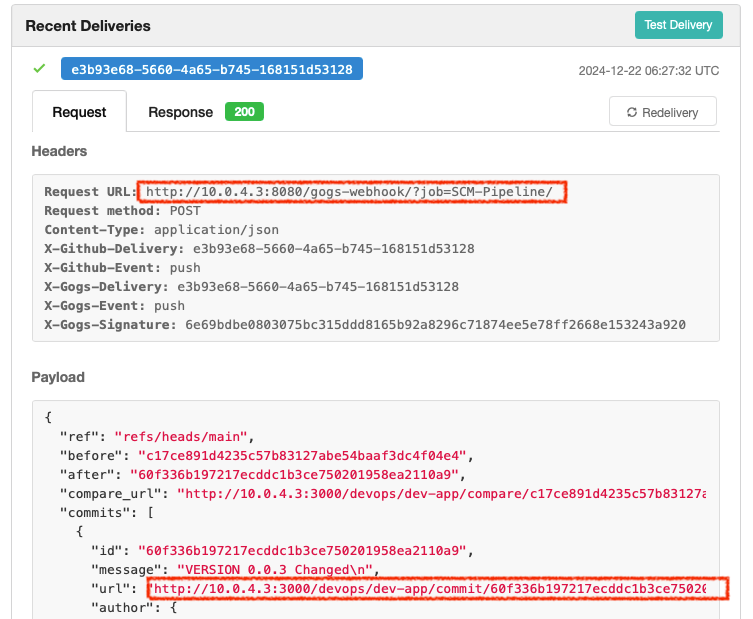 Recent Deliveries
Test Delivery
e3b93e68-5660-4a65-b745-168151d53128
2024-12-22 06:27:32 UTC
Request
Response 200
Redelivery
Headers
Request URL: http://10.0.4.3:8080/gogs-webhook/?job=SCM-Pipeline/
Request method: POST
Content-Type: application/json
X-Github-Delivery: e3b93e68-5660-4a65-b745-168151d53128
X-Github-Event: push
X-Gogs-Delivery: e3b93e68-5660-4a65-b745-168151d53128
X-Gogs-Event: push
X-Gogs-Signature: 6e69bdbe0803075bc315ddd8165b92a8296c71874ee5e78ff2668e153243a920
Payload
{
"ref": "refs/heads/main",
"before": "c17ce891d4235c57b83127abe54baaf3dc4f04e4",
"after": "60f336b197217ecddc1b3ce750201958ea2110a9",
"compare_url": "http://10.0.4.3:3000/devops/dev-app/compare/c17ce891d4235c57b83127a
"commits": [
{
"id": "60f336b197217ecddc1b3ce750201958ea2110a9",
"message": "VERSION 0.0.3 Changed\n",
"url": "http://10.0.4.3:3000/devops/dev-app/commit/60f336b197217ecddc1b3ce75020
"author": {